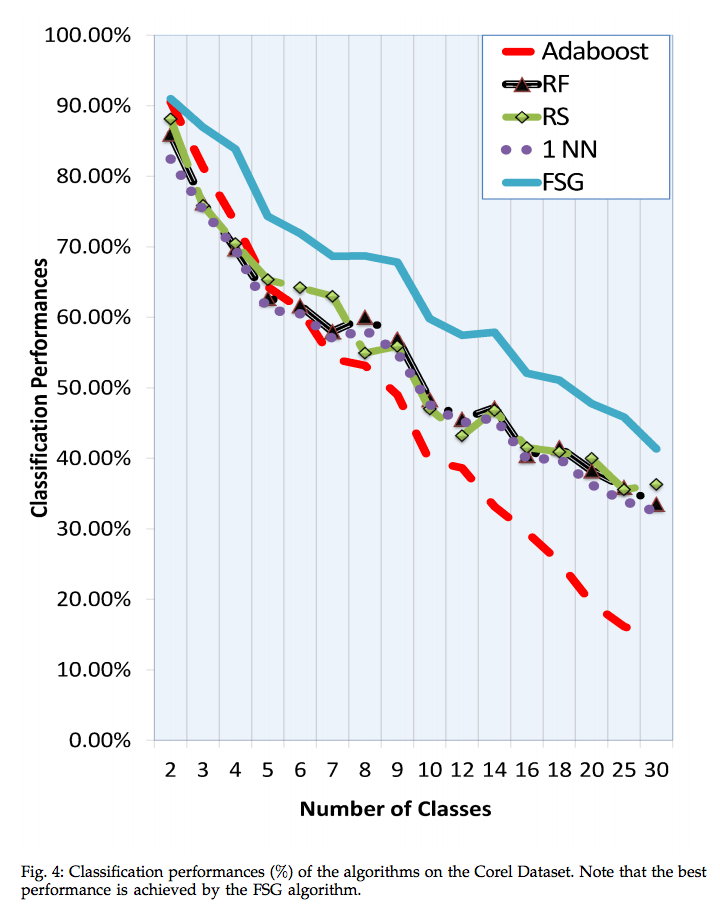 100.00%
90.00%
80.00%
70.00%
60.00%
50.00%
40.00%
30.00%
20.00%
10.00%
0.00%
Classification Performances
Adaboost
RF
RS
1 NN
FSG
2 3 4 5 6 7 8 9 10 12 14 16 18 20 25 30
Number of Classes
Fig. 4: Classification performances (%) of the algorithms on the Corel Dataset. Note that the best
performance is achieved by the FSG algorithm.